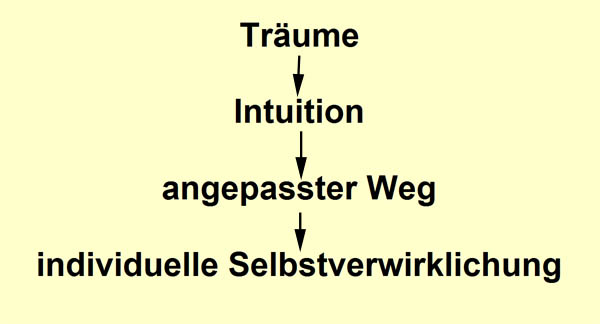 Träume
Intuition
angepasster Weg
individuelle Selbstverwirklichung